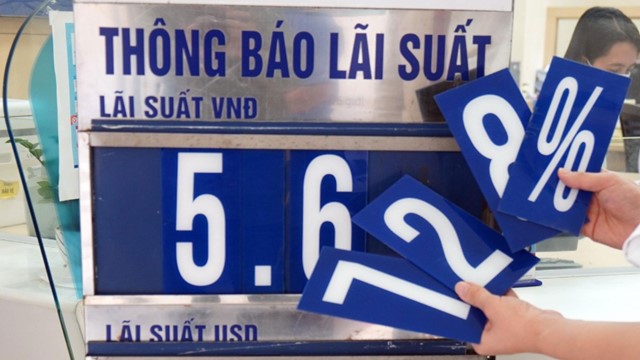 THÔNG BÁO LÃI SUẤT
LÃI SUẤT VNĐ
5.6
8 %
1 2
LÃI SUẤT USD